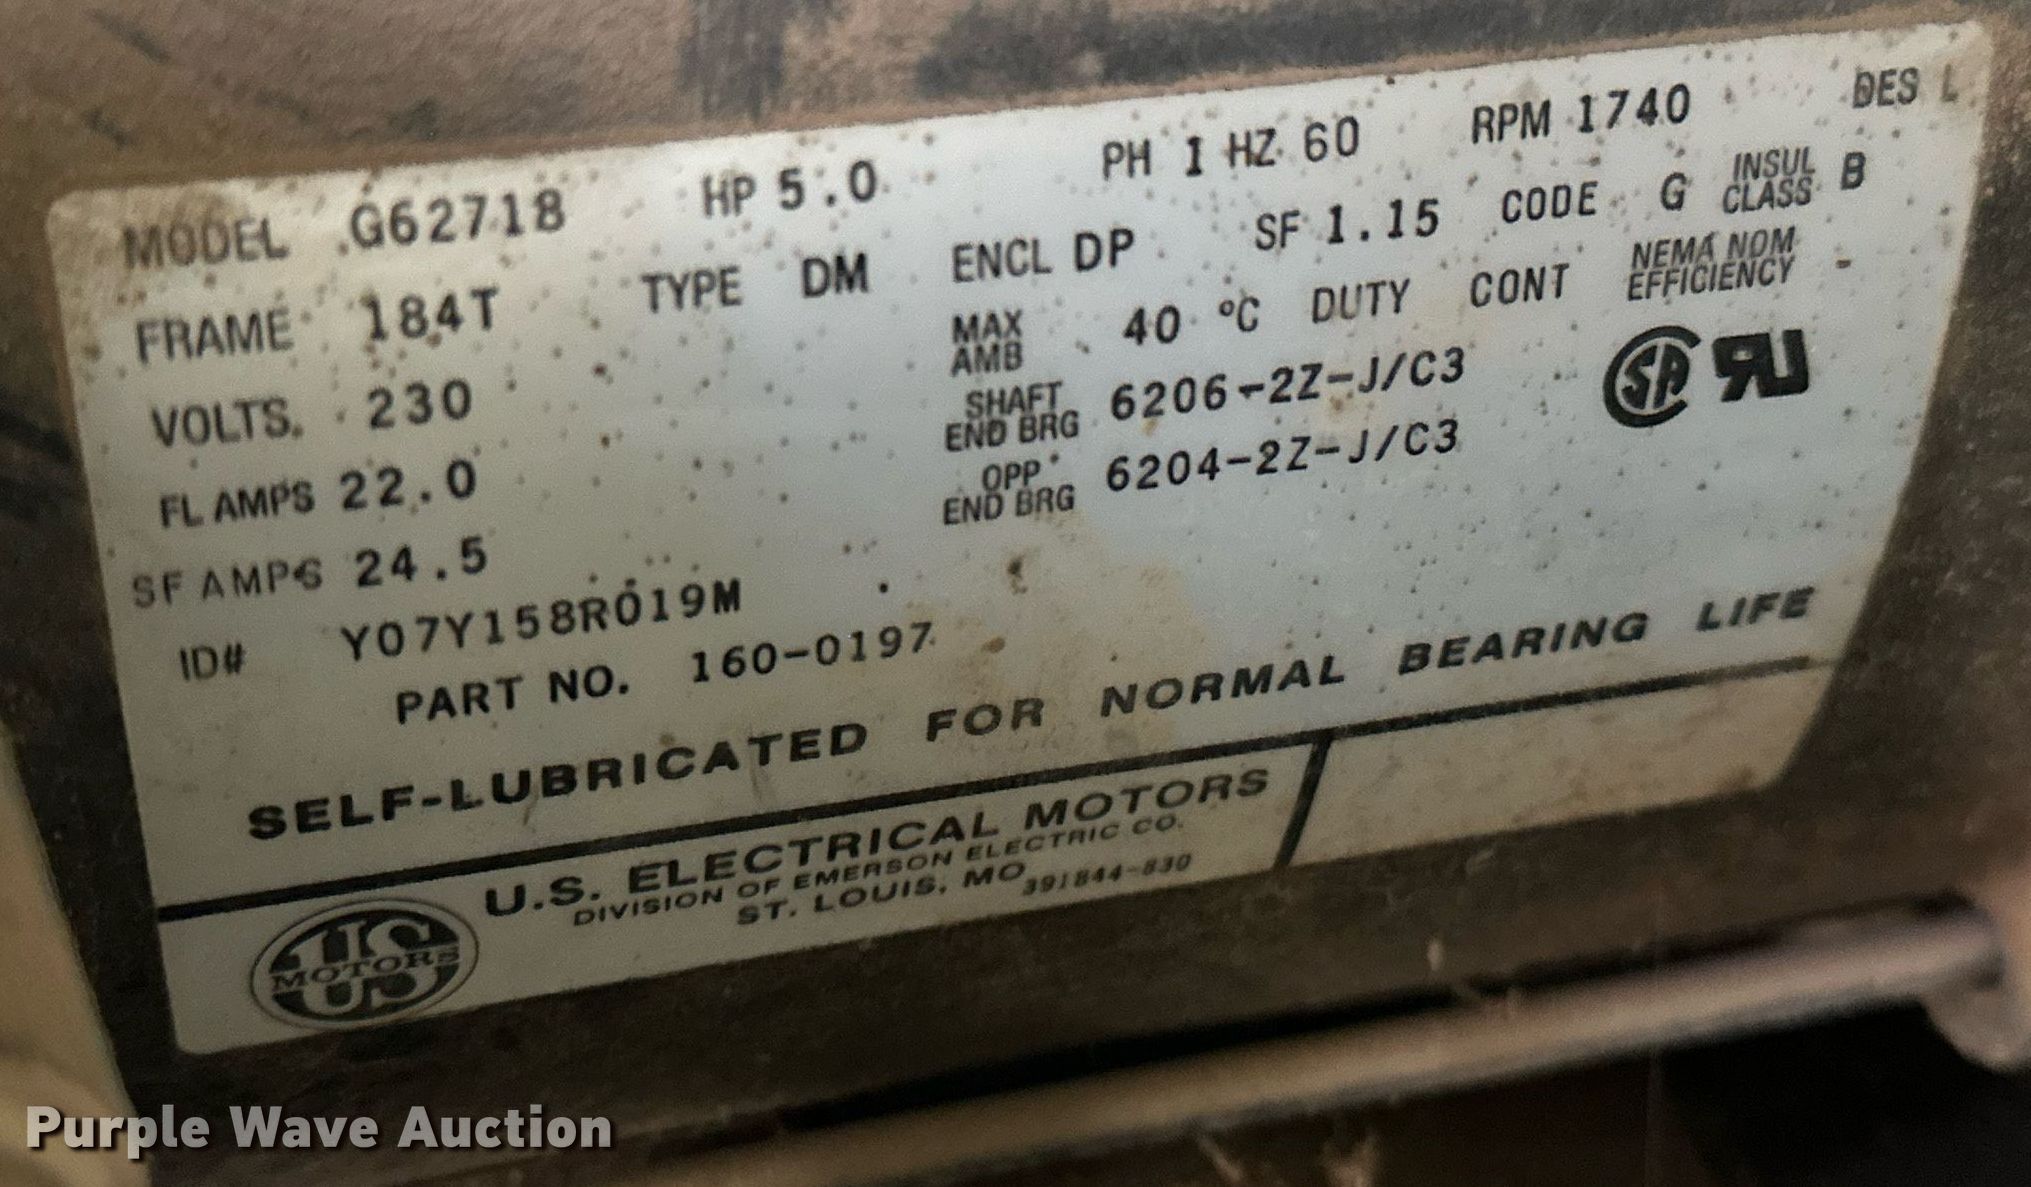 MODEL G62718 HP 5.0 PH 1 HZ 60 RPM 1740 DES L
FRAME 184T TYPE DM ENCL DP SF 1.15 CODE G INSUL CLASS B
VOLTS 230 MAX AMB 40 °C DUTY CONT NEMA NOM EFFICIENCY -
FL AMPS 22.0 SHAFT END BRG 6206-2Z-J/C3
SF AMPS 24.5 OPP END BRG 6204-2Z-J/C3
ID# Y07Y158R019M
PART NO. 160-0197
SELF-LUBRICATED FOR NORMAL BEARING LIFE
U.S. ELECTRICAL MOTORS
DIVISION OF EMERSON ELECTRIC CO.
ST. LOUIS, MO 391844-830
US MOTORS
SA
RU
Purple Wave Auction